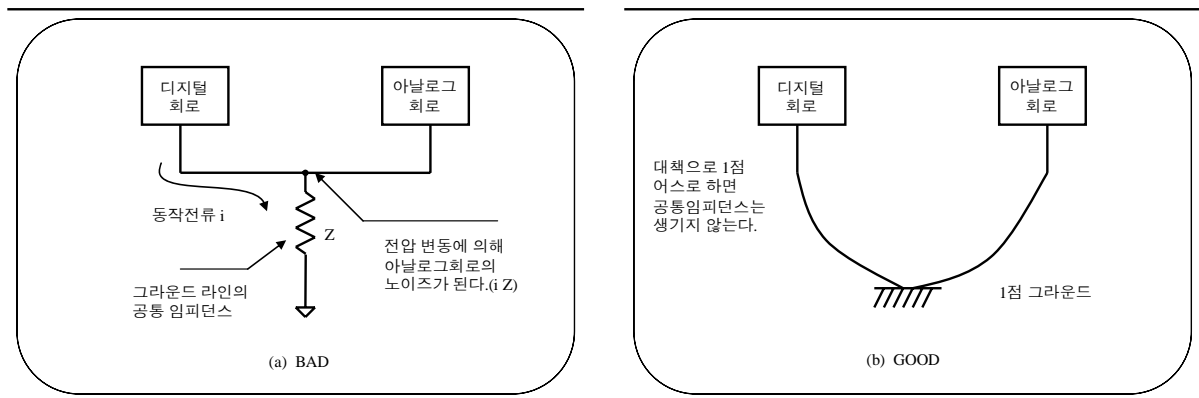 디지털
회로
아날로그
회로
동작전류 i
Z
전압 변동에 의해
아날로그회로의
노이즈가 된다.(i Z)
그라운드 라인의
공통 임피던스
(a) BAD
디지털
회로
아날로그
회로
대책으로 1점
어스로 하면
공통임피던스는
생기지 않는다.
1점 그라운드
(b) GOOD